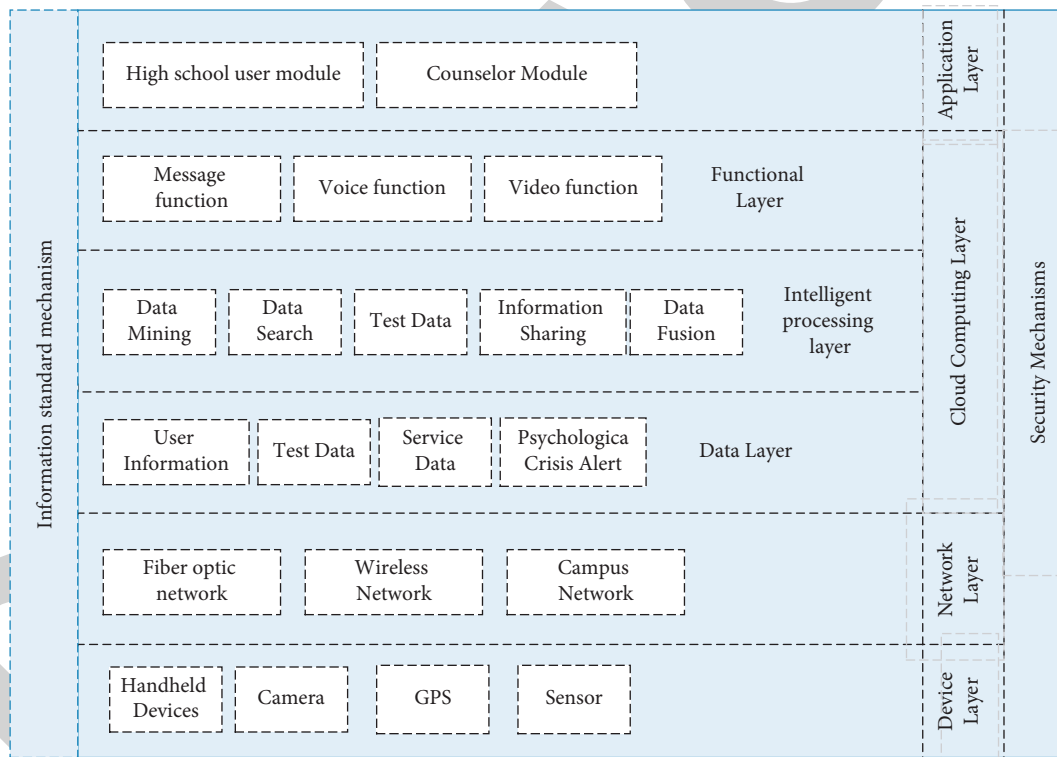 High school user module
Counselor Module
Application
Layer
Message
function
Voice function
Video function
Functional
Layer
Data
Mining
Data
Search
Test Data
Information
Sharing
Data
Fusion
Intelligent
processing
layer
User
Information
Test Data
Service
Data
Psychologica
Crisis Alert
Data Layer
Cloud Computing Layer
Fiber optic
network
Wireless
Network
Campus
Network
Network
Layer
Handheld
Devices
Camera
GPS
Sensor
Device
Layer
Information standard mechanism
Security Mechanisms